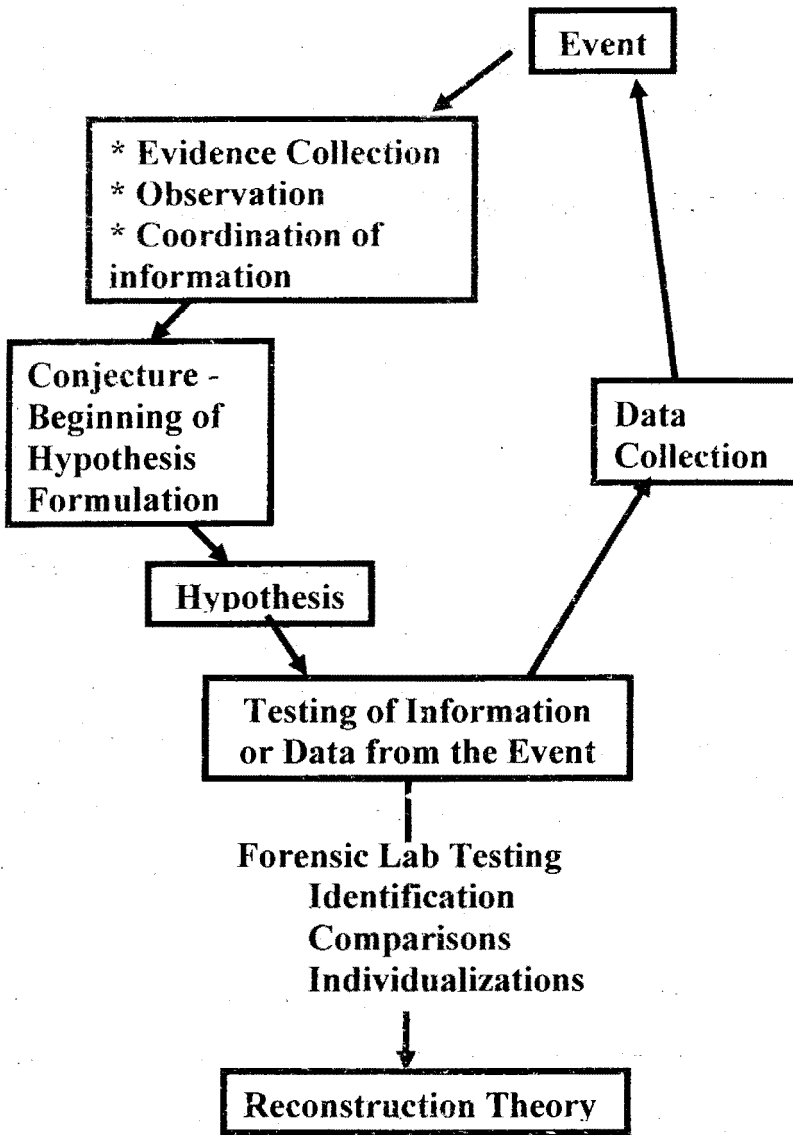 Event
* Evidence Collection
* Observation
* Coordination of
information
Conjecture -
Beginning of
Hypothesis
Formulation
Data
Collection
Hypothesis
Testing of Information
or Data from the Event
Forensic Lab Testing
Identification
Comparisons
Individualizations
Reconstruction Theory